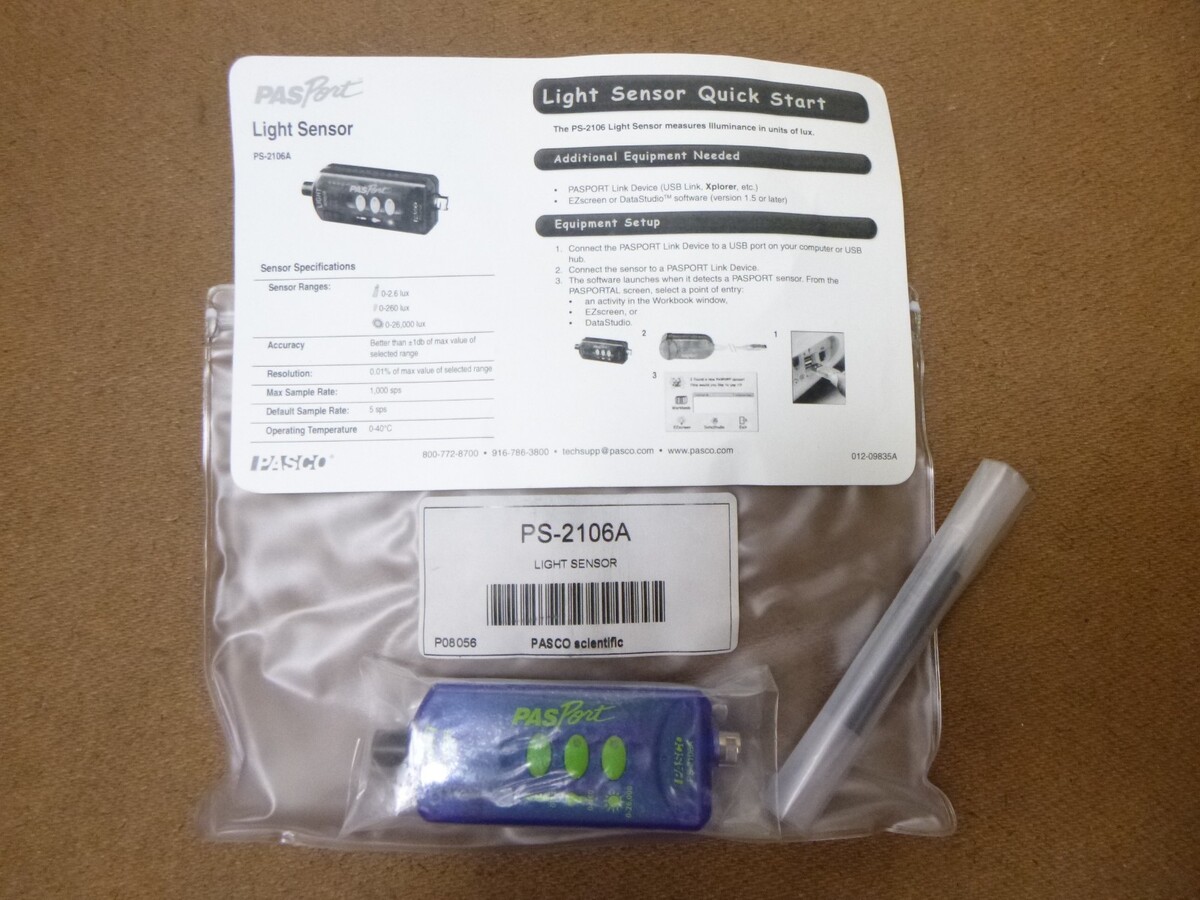 PASPort
Light Sensor
PS-2106A
PASPort
Sensor Specifications
Sensor Ranges:
0-2.6 lux
0-260 lux
0-26,000 lux
Accuracy
Better than ±1db of max value of
selected range
Resolution:
0.01% of max value of selected range
Max Sample Rate:
1,000 sps
Default Sample Rate:
5 sps
Operating Temperature
0-40°C
Light Sensor Quick Start
The PS-2106 Light Sensor measures Illuminance in units of lux.
Additional Equipment Needed
• PASPORT Link Device (USB Link, Xplorer, etc.)
• EZscreen or DataStudio™ software (version 1.5 or later)
Equipment Setup
1. Connect the PASPORT Link Device to a USB port on your computer or USB
hub.
2. Connect the sensor to a PASPORT Link Device.
3. The software launches when it detects a PASPORT sensor. From the
PASPORTAL screen, select a point of entry:
• an activity in the Workbook window,
• EZscreen, or
• DataStudio.
2
1
3
PASCO®
800-772-8700 • 916-786-3800 • techsupp@pasco.com • www.pasco.com
012-09835A
PS-2106A
LIGHT SENSOR
P08056
PASCO scientific
PASPort
PASCO